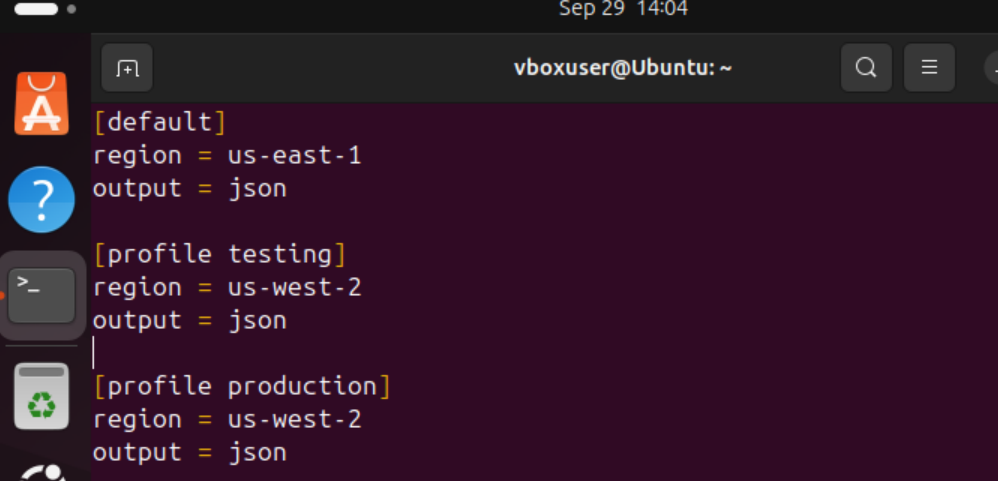 Sep 29 14:04
vboxuser@Ubuntu: ~
[default]
region = us-east-1
output = json
[profile testing]
region = us-west-2
output = json
[profile production]
region = us-west-2
output = json